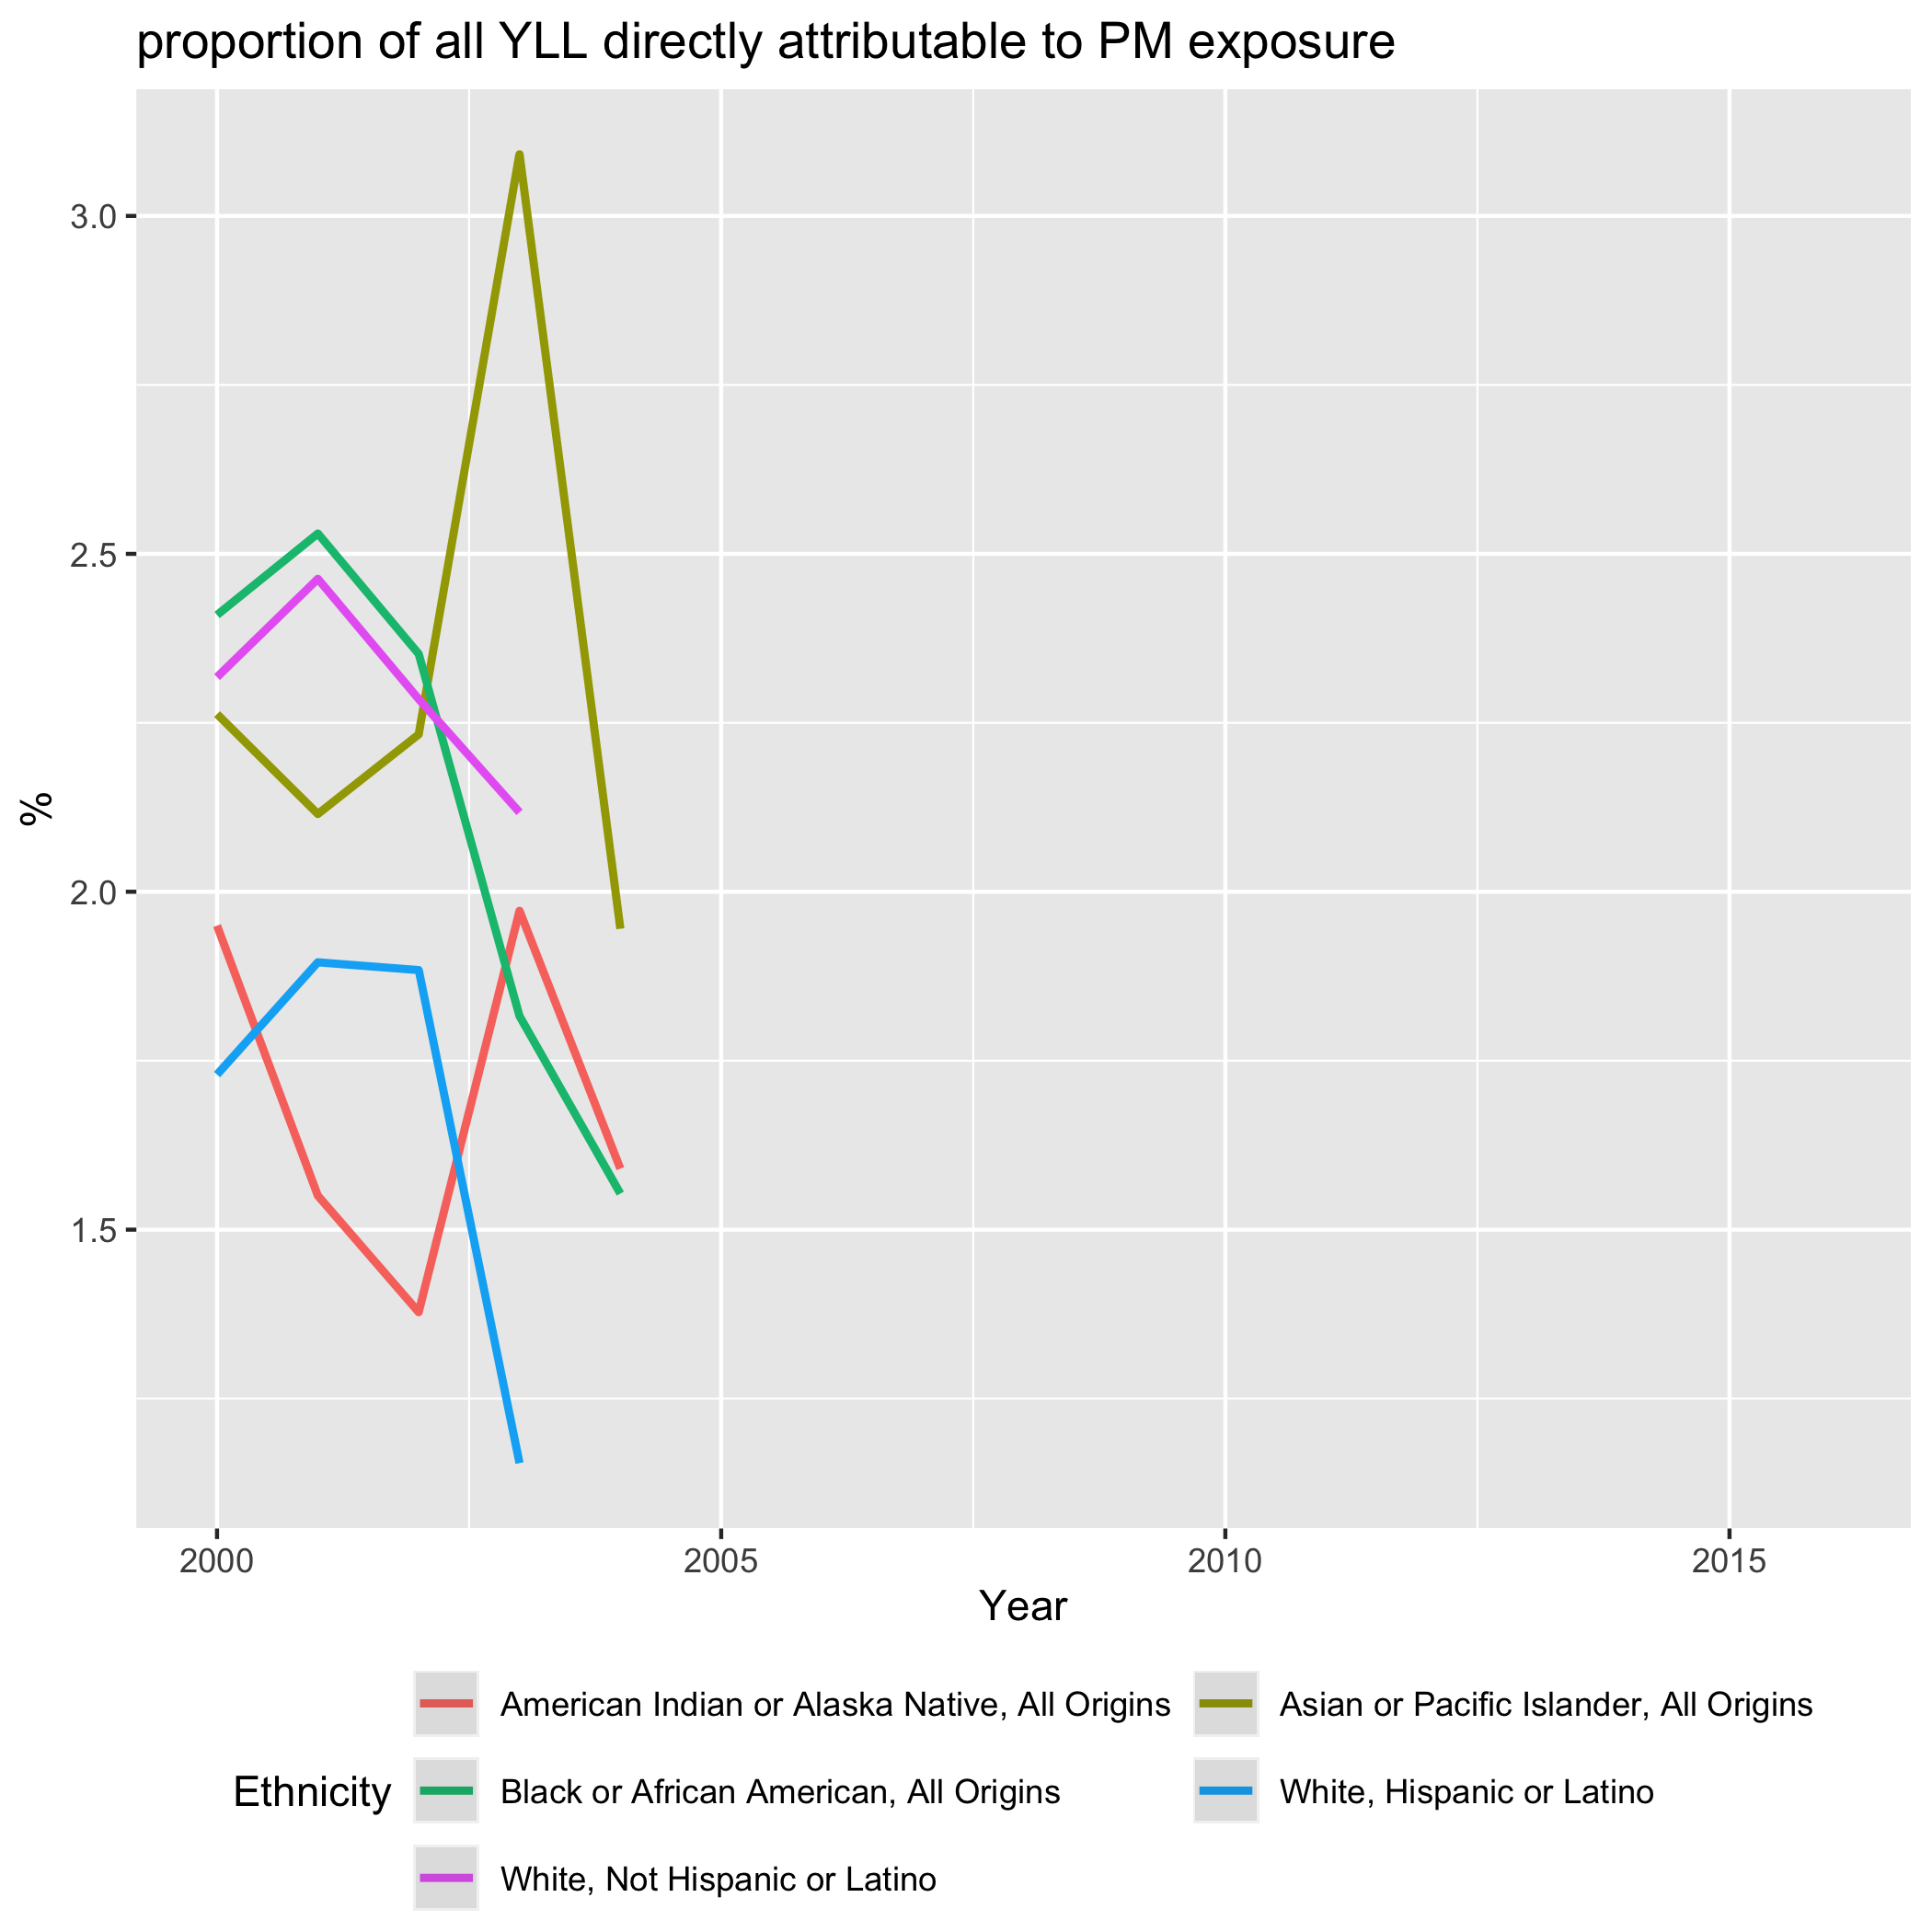 proportion of all YLL directly attributable to PM exposure
3.0
2.5
2.0
1.5
%
2000 2005 2010 2015
Year
Ethnicity
American Indian or Alaska Native, All Origins
Asian or Pacific Islander, All Origins
Black or African American, All Origins
White, Hispanic or Latino
White, Not Hispanic or Latino